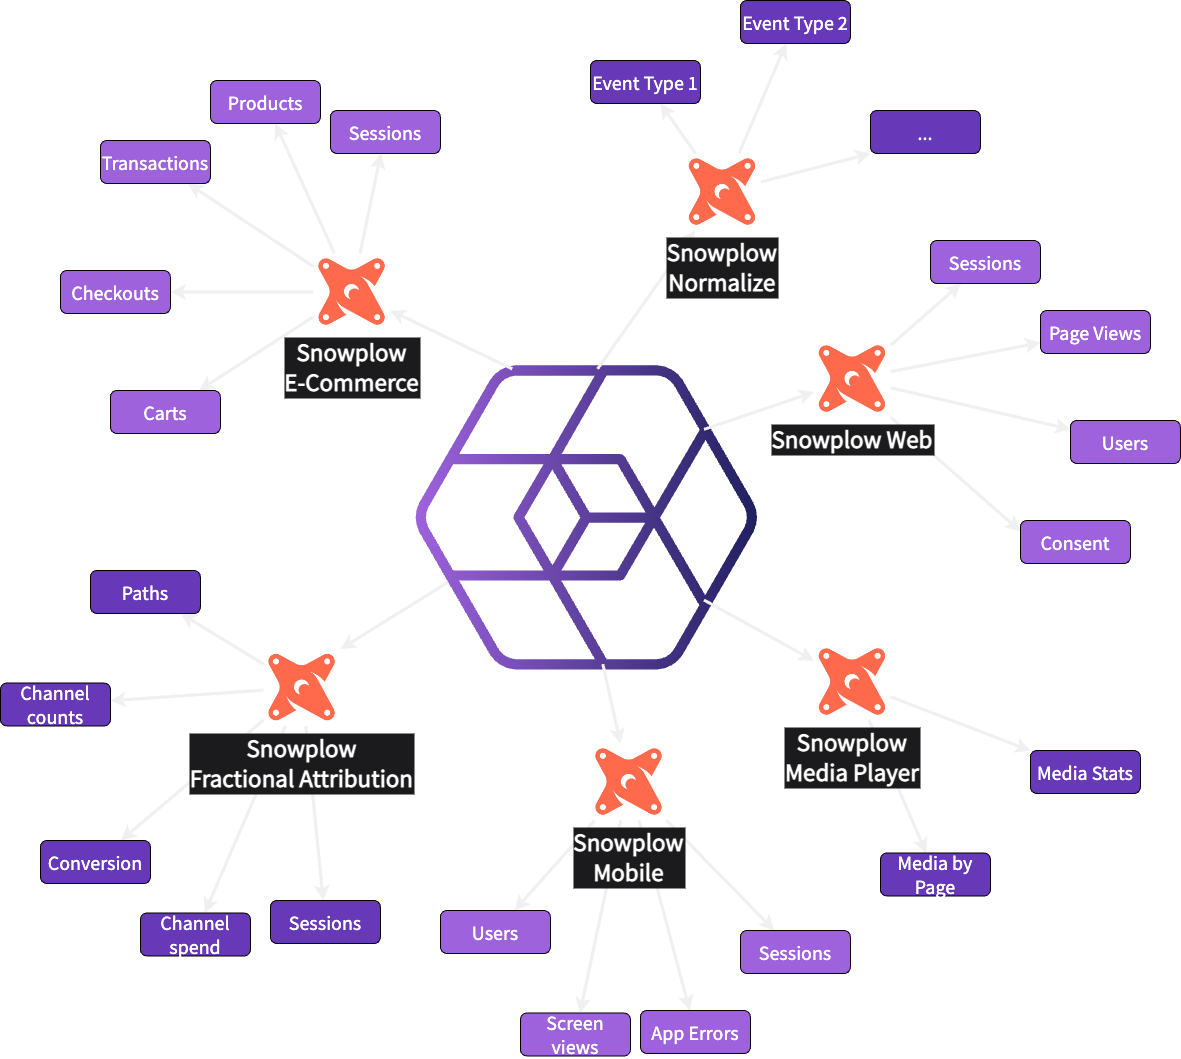 Event Type 2
Event Type 1
Products
Sessions
...
Transactions
Snowplow
Normalize
Sessions
Checkouts
Page Views
Snowplow
E-Commerce
Carts
Snowplow Web
Users
Consent
Paths
Channel
counts
Snowplow
Fractional Attribution
Snowplow
Media Player
Media Stats
Conversion
Snowplow
Mobile
Media by
Page
Channel
spend
Sessions
Users
Sessions
Screen
views
App Errors